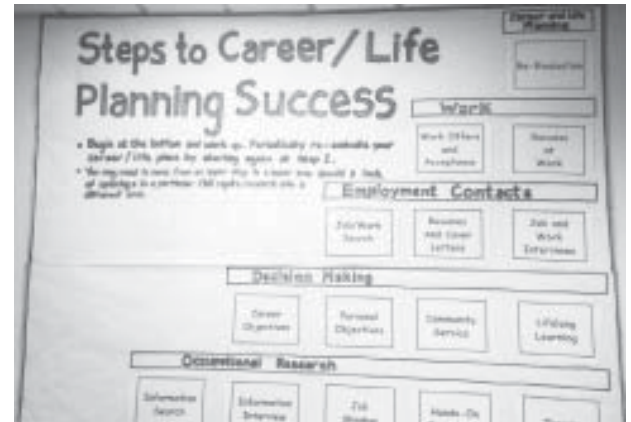 Career and Life
Planning
Steps to Career/Life
Planning Success
Re-Evaluation
Work
• Begin at the bottom and work up. Periodically re-evaluate your
career/life plan by starting again at Step 1.
Work Offers
and
Acceptance
Success
at
Work
Employment Contacts
Job/Work
Search
Resumes
and Cover
Letters
Job and
Work
Interviews
Decision Making
Career
Objectives
Personal
Objectives
Community
Service
Lifelong
Learning
Occupational Research
Information
Search
Information
Interview
Job
Shadow
Hands-On